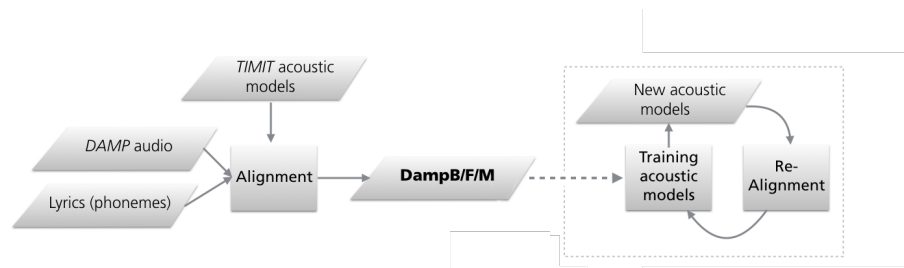 TIMIT acoustic
models
DAMP audio
Lyrics (phonemes)
Alignment
DampB/F/M
New acoustic
models
Training
acoustic
models
Re-
Alignment